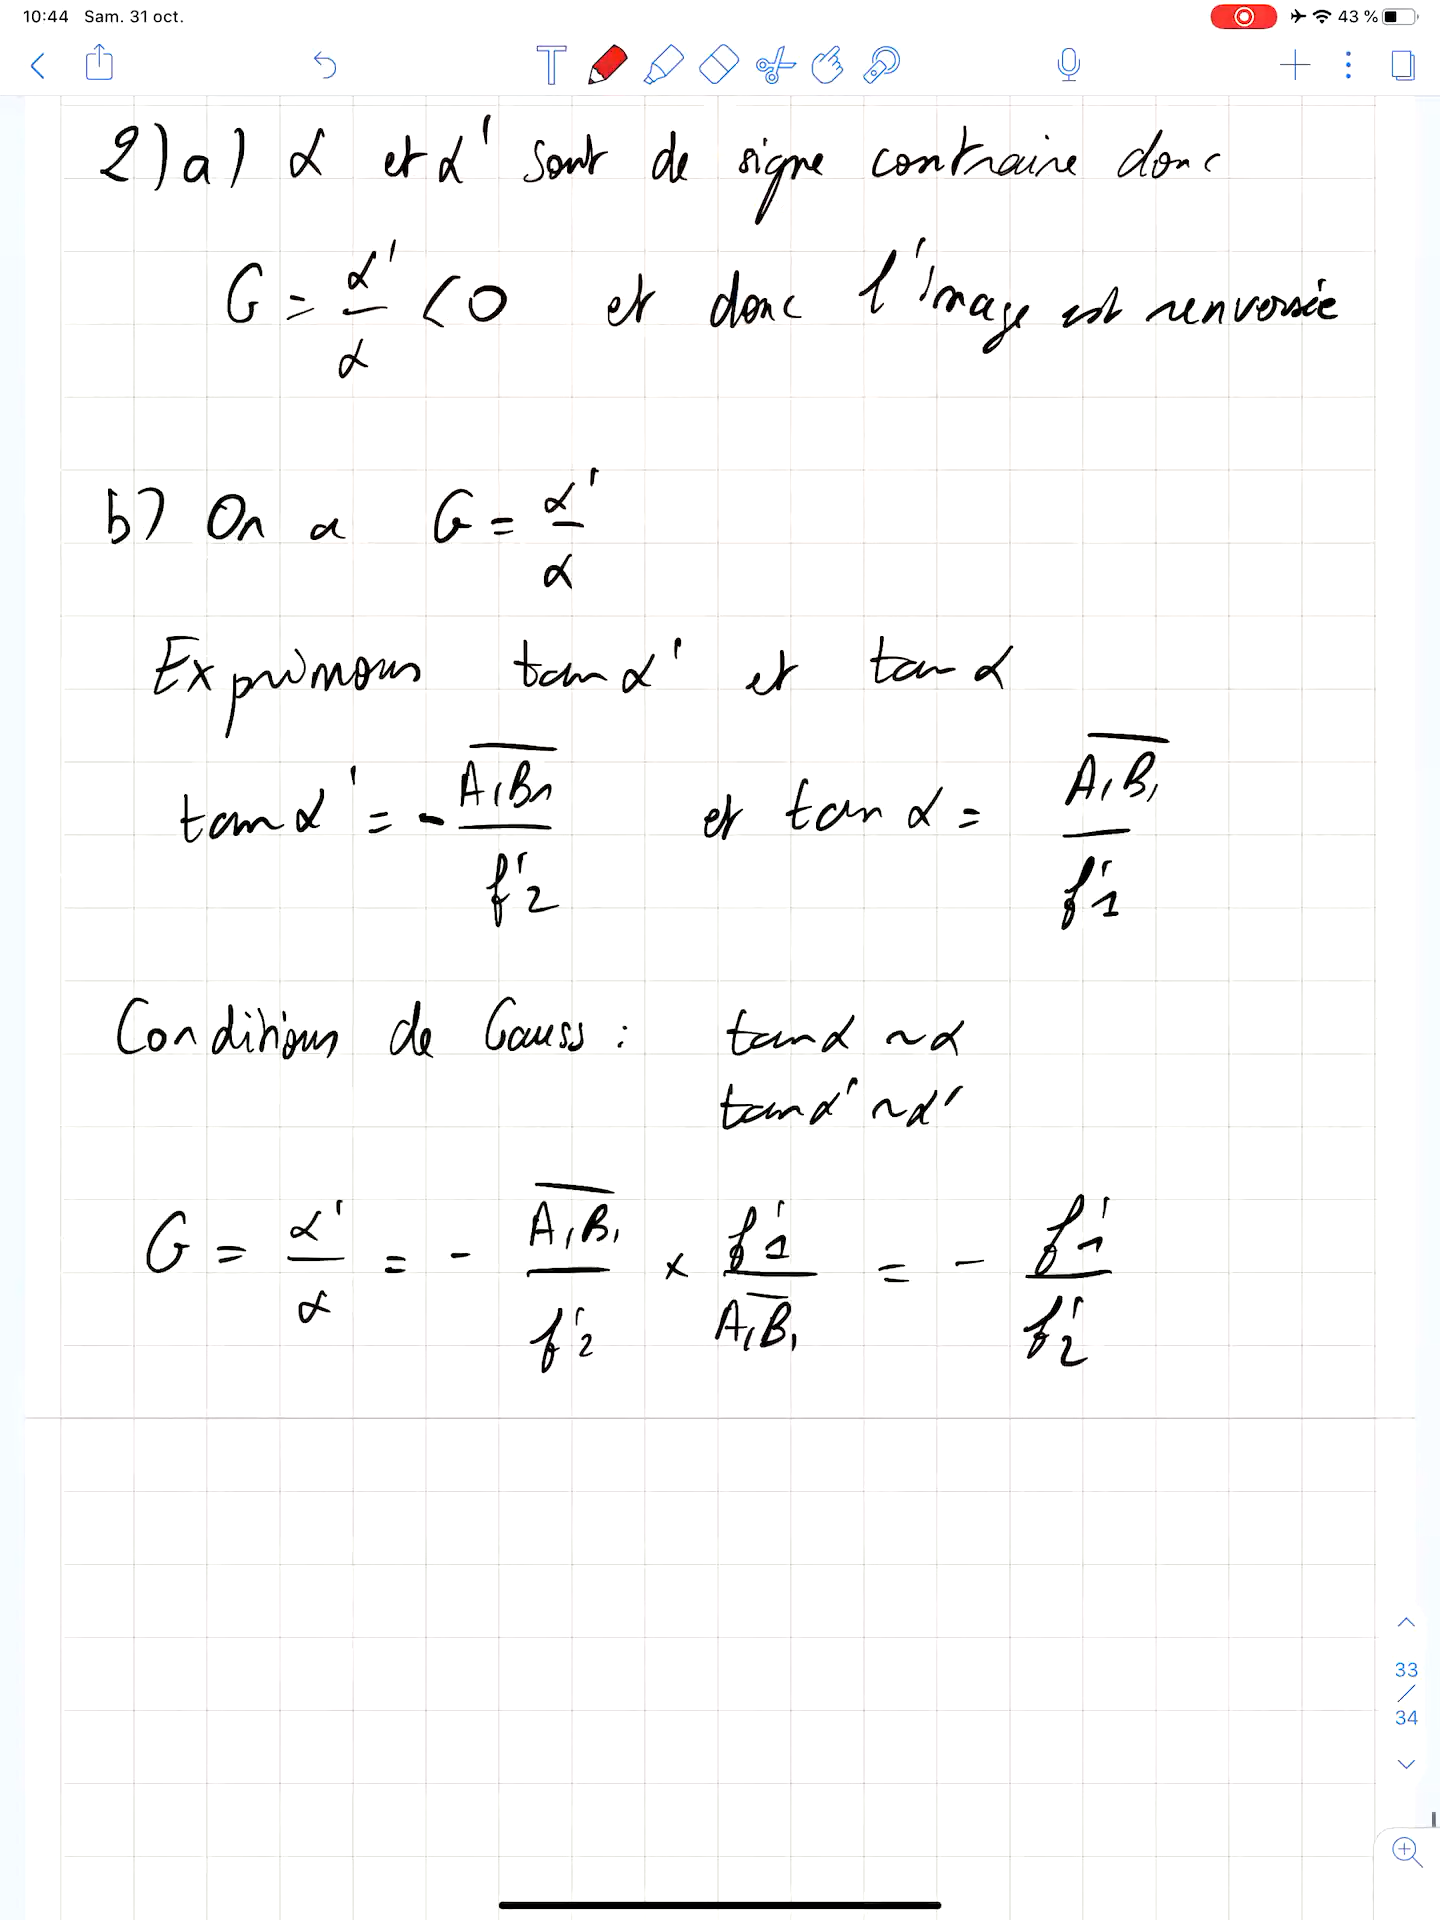 10:44 Sam. 31 oct. 43 %
2) a) α et α' sont de signe contraire donc
G = α'/α < 0 et donc l'image est renversée
b) On a G = α'/α
Exprimons tan α' et tan α
tan α' = - A₁B₁/f'2 et tan α = A₁B₁/f'1
Conditions de Gauss : tan α ~ α
tan α' ~ α'
G = α'/α = - A₁B₁/f'2 x f'1/A₁B₁ = - f'1/f'2
33
/
34